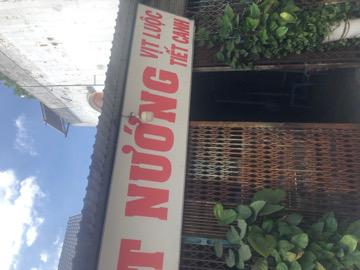 T NƯỚNG
VỊT LUỘC
TIẾT CANH